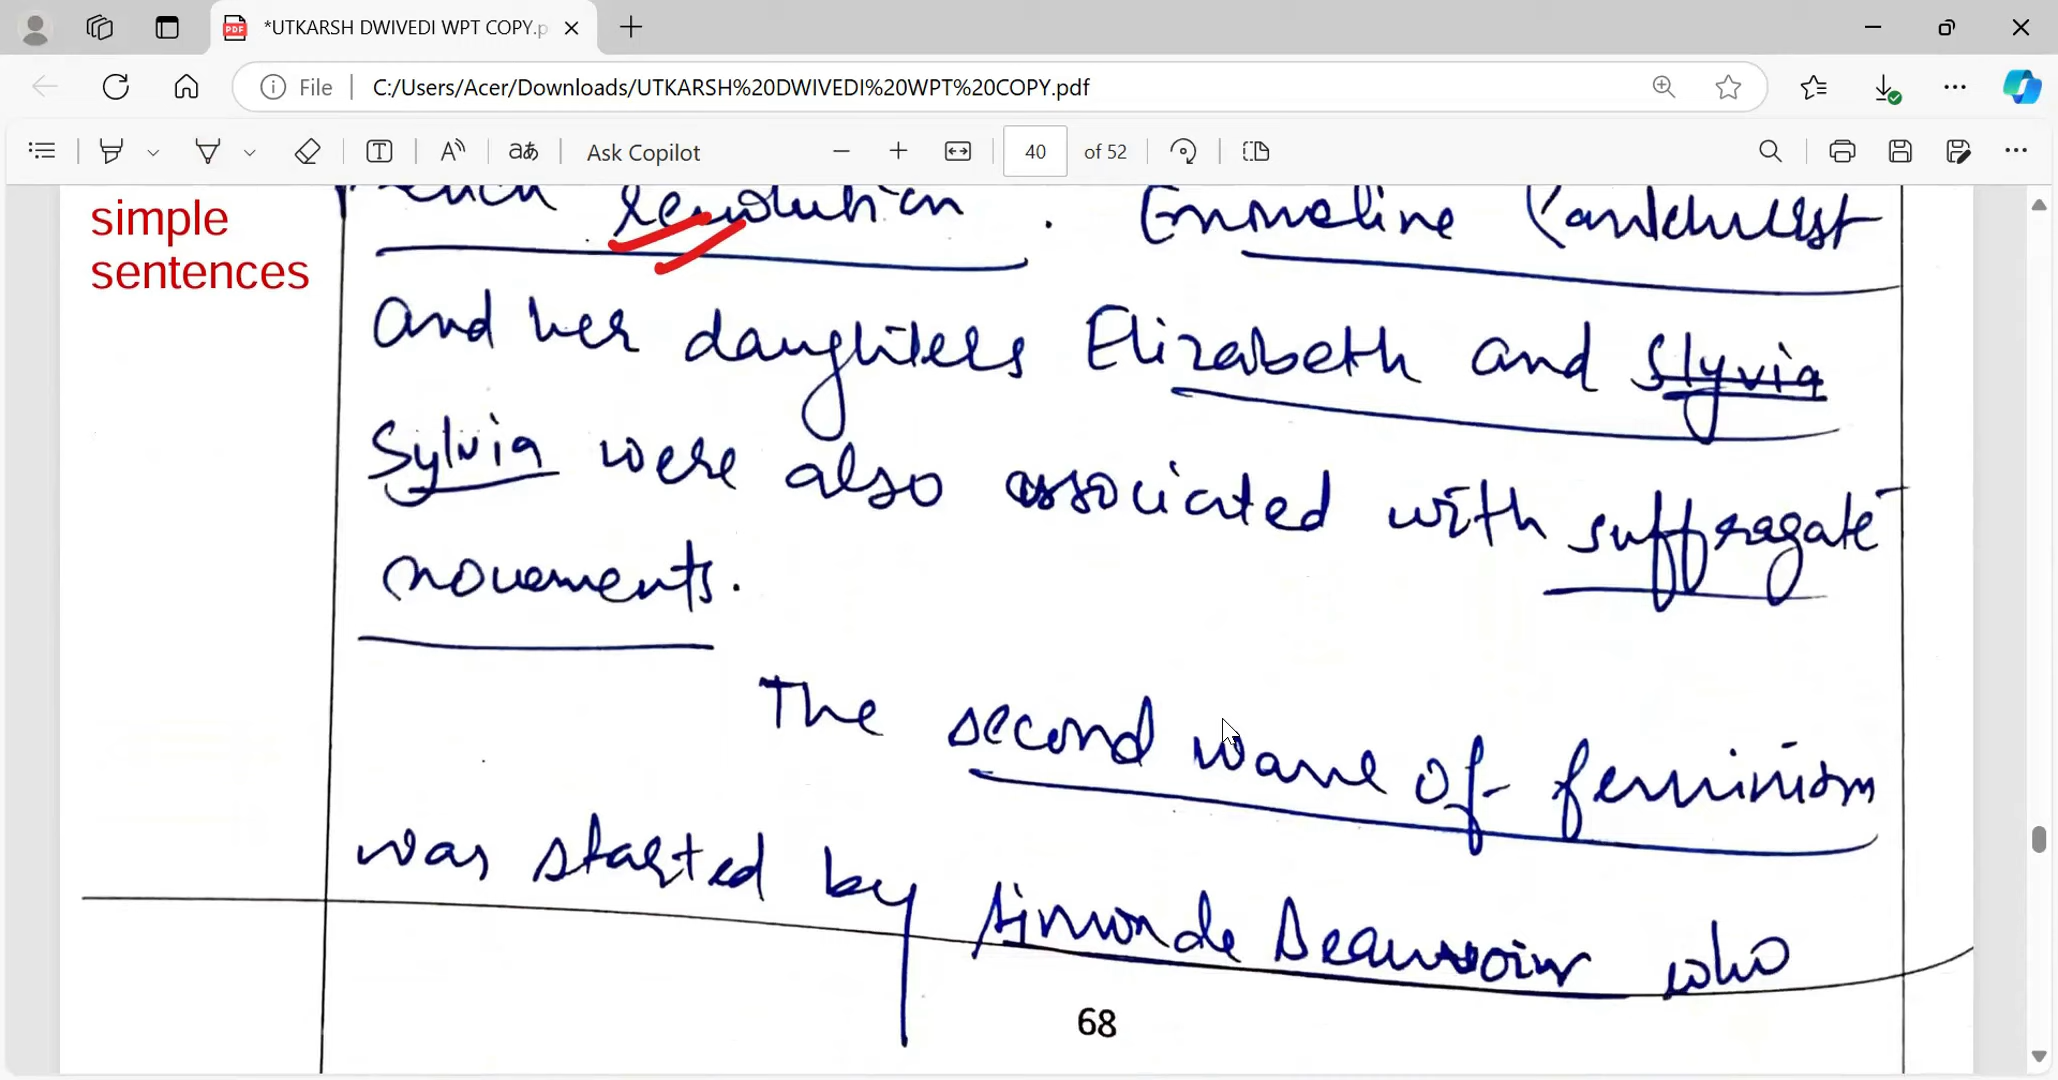 *UTKARSH DWIVEDI WPT COPY.p
File C:/Users/Acer/Downloads/UTKARSH%20DWIVEDI%20WPT%20COPY.pdf
Ask Copilot 40 of 52
simple
sentences
revolution. Emmeline Pankhurst
and her daughters Elizabeth and Slyvia
Sylvia were also associated with suffragate
movements.
The second wave of feminism
was started by Simon de Beauvoir who
68